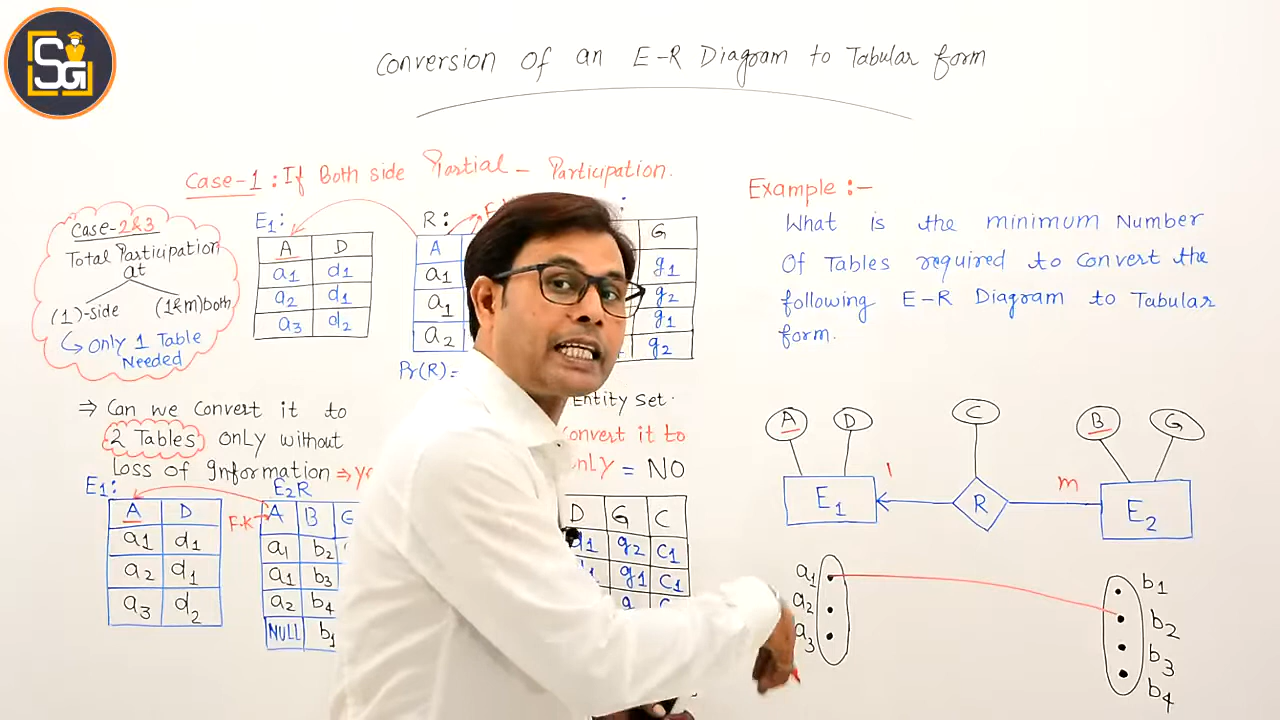 SG
Conversion of an E-R Diagram to Tabular form
Case-1 : If Both side Partial - Participation.
Case-2&3
Total Participation
at
(1)-side (1&m)both
↳ only 1 Table
Needed
E1:
A D
a1 d1
a2 d1
a3 d2
R:
A
a1
a1
a2
Pr(R)=
G
g1
g2
g1
g2
⇒ Can we Convert it to
2 Tables only without
Loss of Information ⇒
E1:
A D
a1 d1
a2 d1
a3 d2
E2R
F.K
A B
a1 b2
a1 b3
a2 b4
NULL b1
Entity Set.
Convert it to
only = NO
D G C
d1 g2 c1
g1 c1
Example :-
What is the minimum Number
Of Tables required to Convert the
following E-R Diagram to Tabular
form.
A D C B G
E1 1 R m E2
a1
a2
a3
b1
b2
b3
b4